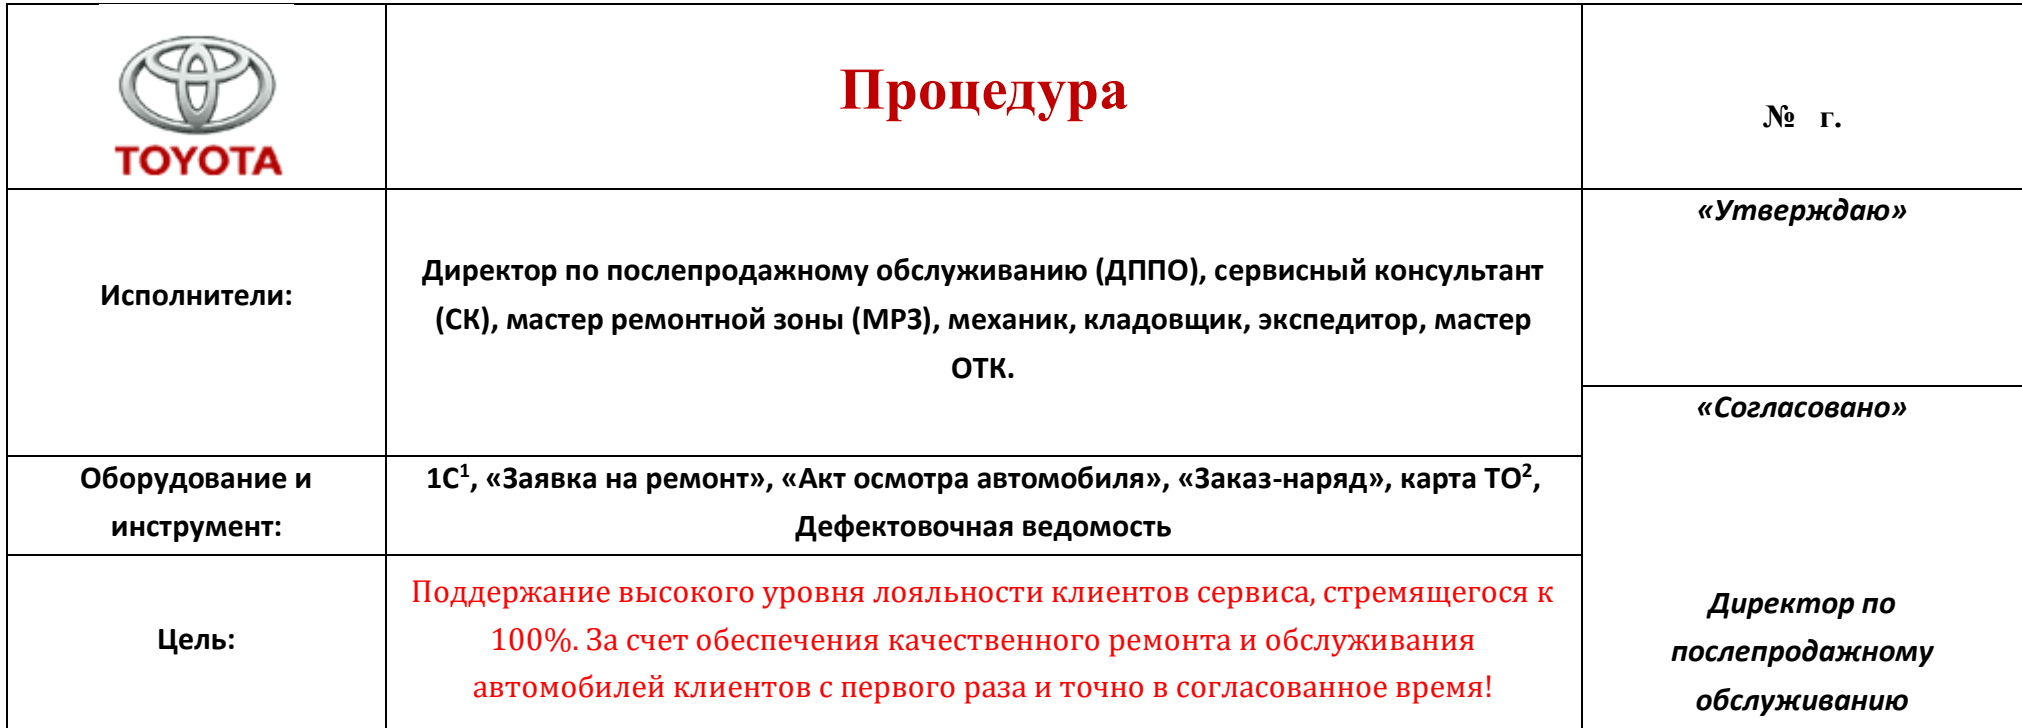 TOYOTA
Процедура
№ г.
Исполнители:
Директор по послепродажному обслуживанию (ДППО), сервисный консультант
(СК), мастер ремонтной зоны (МРЗ), механик, кладовщик, экспедитор, мастер
ОТК.
«Утверждаю»
«Согласовано»
Оборудование и
инструмент:
1С¹, «Заявка на ремонт», «Акт осмотра автомобиля», «Заказ-наряд», карта ТО²,
Дефектовочная ведомость
Цель:
Поддержание высокого уровня лояльности клиентов сервиса, стремящегося к
100%. За счет обеспечения качественного ремонта и обслуживания
автомобилей клиентов с первого раза и точно в согласованное время!
Директор по
послепродажному
обслуживанию